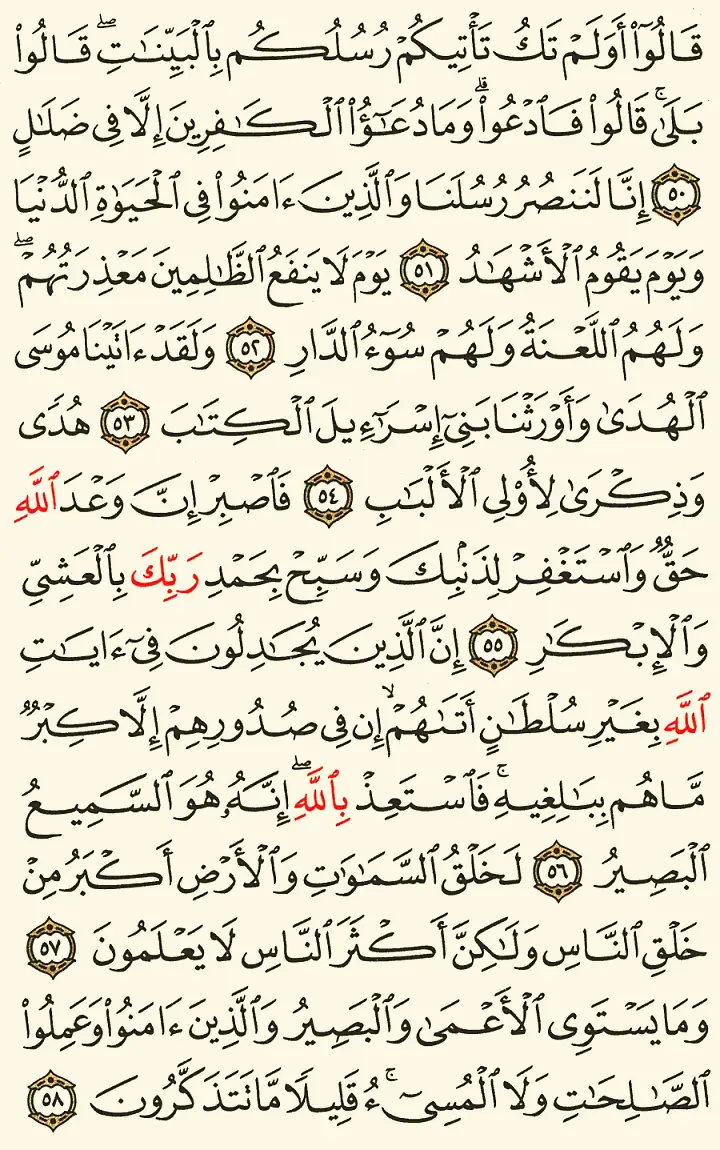 قَالُوٓا۟ أَوَلَمْ تَكُ تَأْتِيكُمْ رُسُلُكُم بِٱلْبَيِّنَـٰتِ ۖ قَالُوا۟
بَلَىٰ ۚ قَالُوا۟ فَٱدْعُوا۟ ۗ وَمَا دُعَـٰٓؤُا۟ ٱلْكَـٰفِرِينَ إِلَّا فِى ضَلَـٰلٍ
٥٠ إِنَّا لَنَنصُرُ رُسُلَنَا وَٱلَّذِينَ ءَامَنُوا۟ فِى ٱلْحَيَوٰةِ ٱلدُّنْيَا
وَيَوْمَ يَقُومُ ٱلْأَشْهَـٰدُ ٥١ يَوْمَ لَا يَنفَعُ ٱلظَّـٰلِمِينَ مَعْذِرَتُهُمْ ۖ
وَلَهُمُ ٱللَّعْنَةُ وَلَهُمْ سُوٓءُ ٱلدَّارِ ٥٢ وَلَقَدْ ءَاتَيْنَا مُوسَى
ٱلْهُدَىٰ وَأَوْرَثْنَا بَنِىٓ إِسْرَٰٓءِيلَ ٱلْكِتَـٰبَ ٥٣ هُدًى
وَذِكْرَىٰ لِأُو۟لِى ٱلْأَلْبَـٰبِ ٥٤ فَٱصْبِرْ إِنَّ وَعْدَ ٱللَّهِ
حَقٌّ وَٱسْتَغْفِرْ لِذَنۢبِكَ وَسَبِّحْ بِحَمْدِ رَبِّكَ بِٱلْعَشِىِّ
وَٱلْإِبْكَـٰرِ ٥٥ إِنَّ ٱلَّذِينَ يُجَـٰدِلُونَ فِىٓ ءَايَـٰتِ
ٱللَّهِ بِغَيْرِ سُلْطَـٰنٍ أَتَىٰهُمْ ۙ إِن فِى صُدُورِهِمْ إِلَّا كِبْرٌ
مَّا هُم بِبَـٰلِغِيهِ ۚ فَٱسْتَعِذْ بِٱللَّهِ ۖ إِنَّهُۥ هُوَ ٱلسَّمِيعُ
ٱلْبَصِيرُ ٥٦ لَخَلْقُ ٱلسَّمَـٰوَٰتِ وَٱلْأَرْضِ أَكْبَرُ مِنْ
خَلْقِ ٱلنَّاسِ وَلَـٰكِنَّ أَكْثَرَ ٱلنَّاسِ لَا يَعْلَمُونَ ٥٧
وَمَا يَسْتَوِى ٱلْأَعْمَىٰ وَٱلْبَصِيرُ وَٱلَّذِينَ ءَامَنُوا۟ وَعَمِلُوا۟
ٱلصَّـٰلِحَـٰتِ وَلَا ٱلْمُسِىٓءُ ۚ قَلِيلًا مَّا تَتَذَكَّرُونَ ٥٨